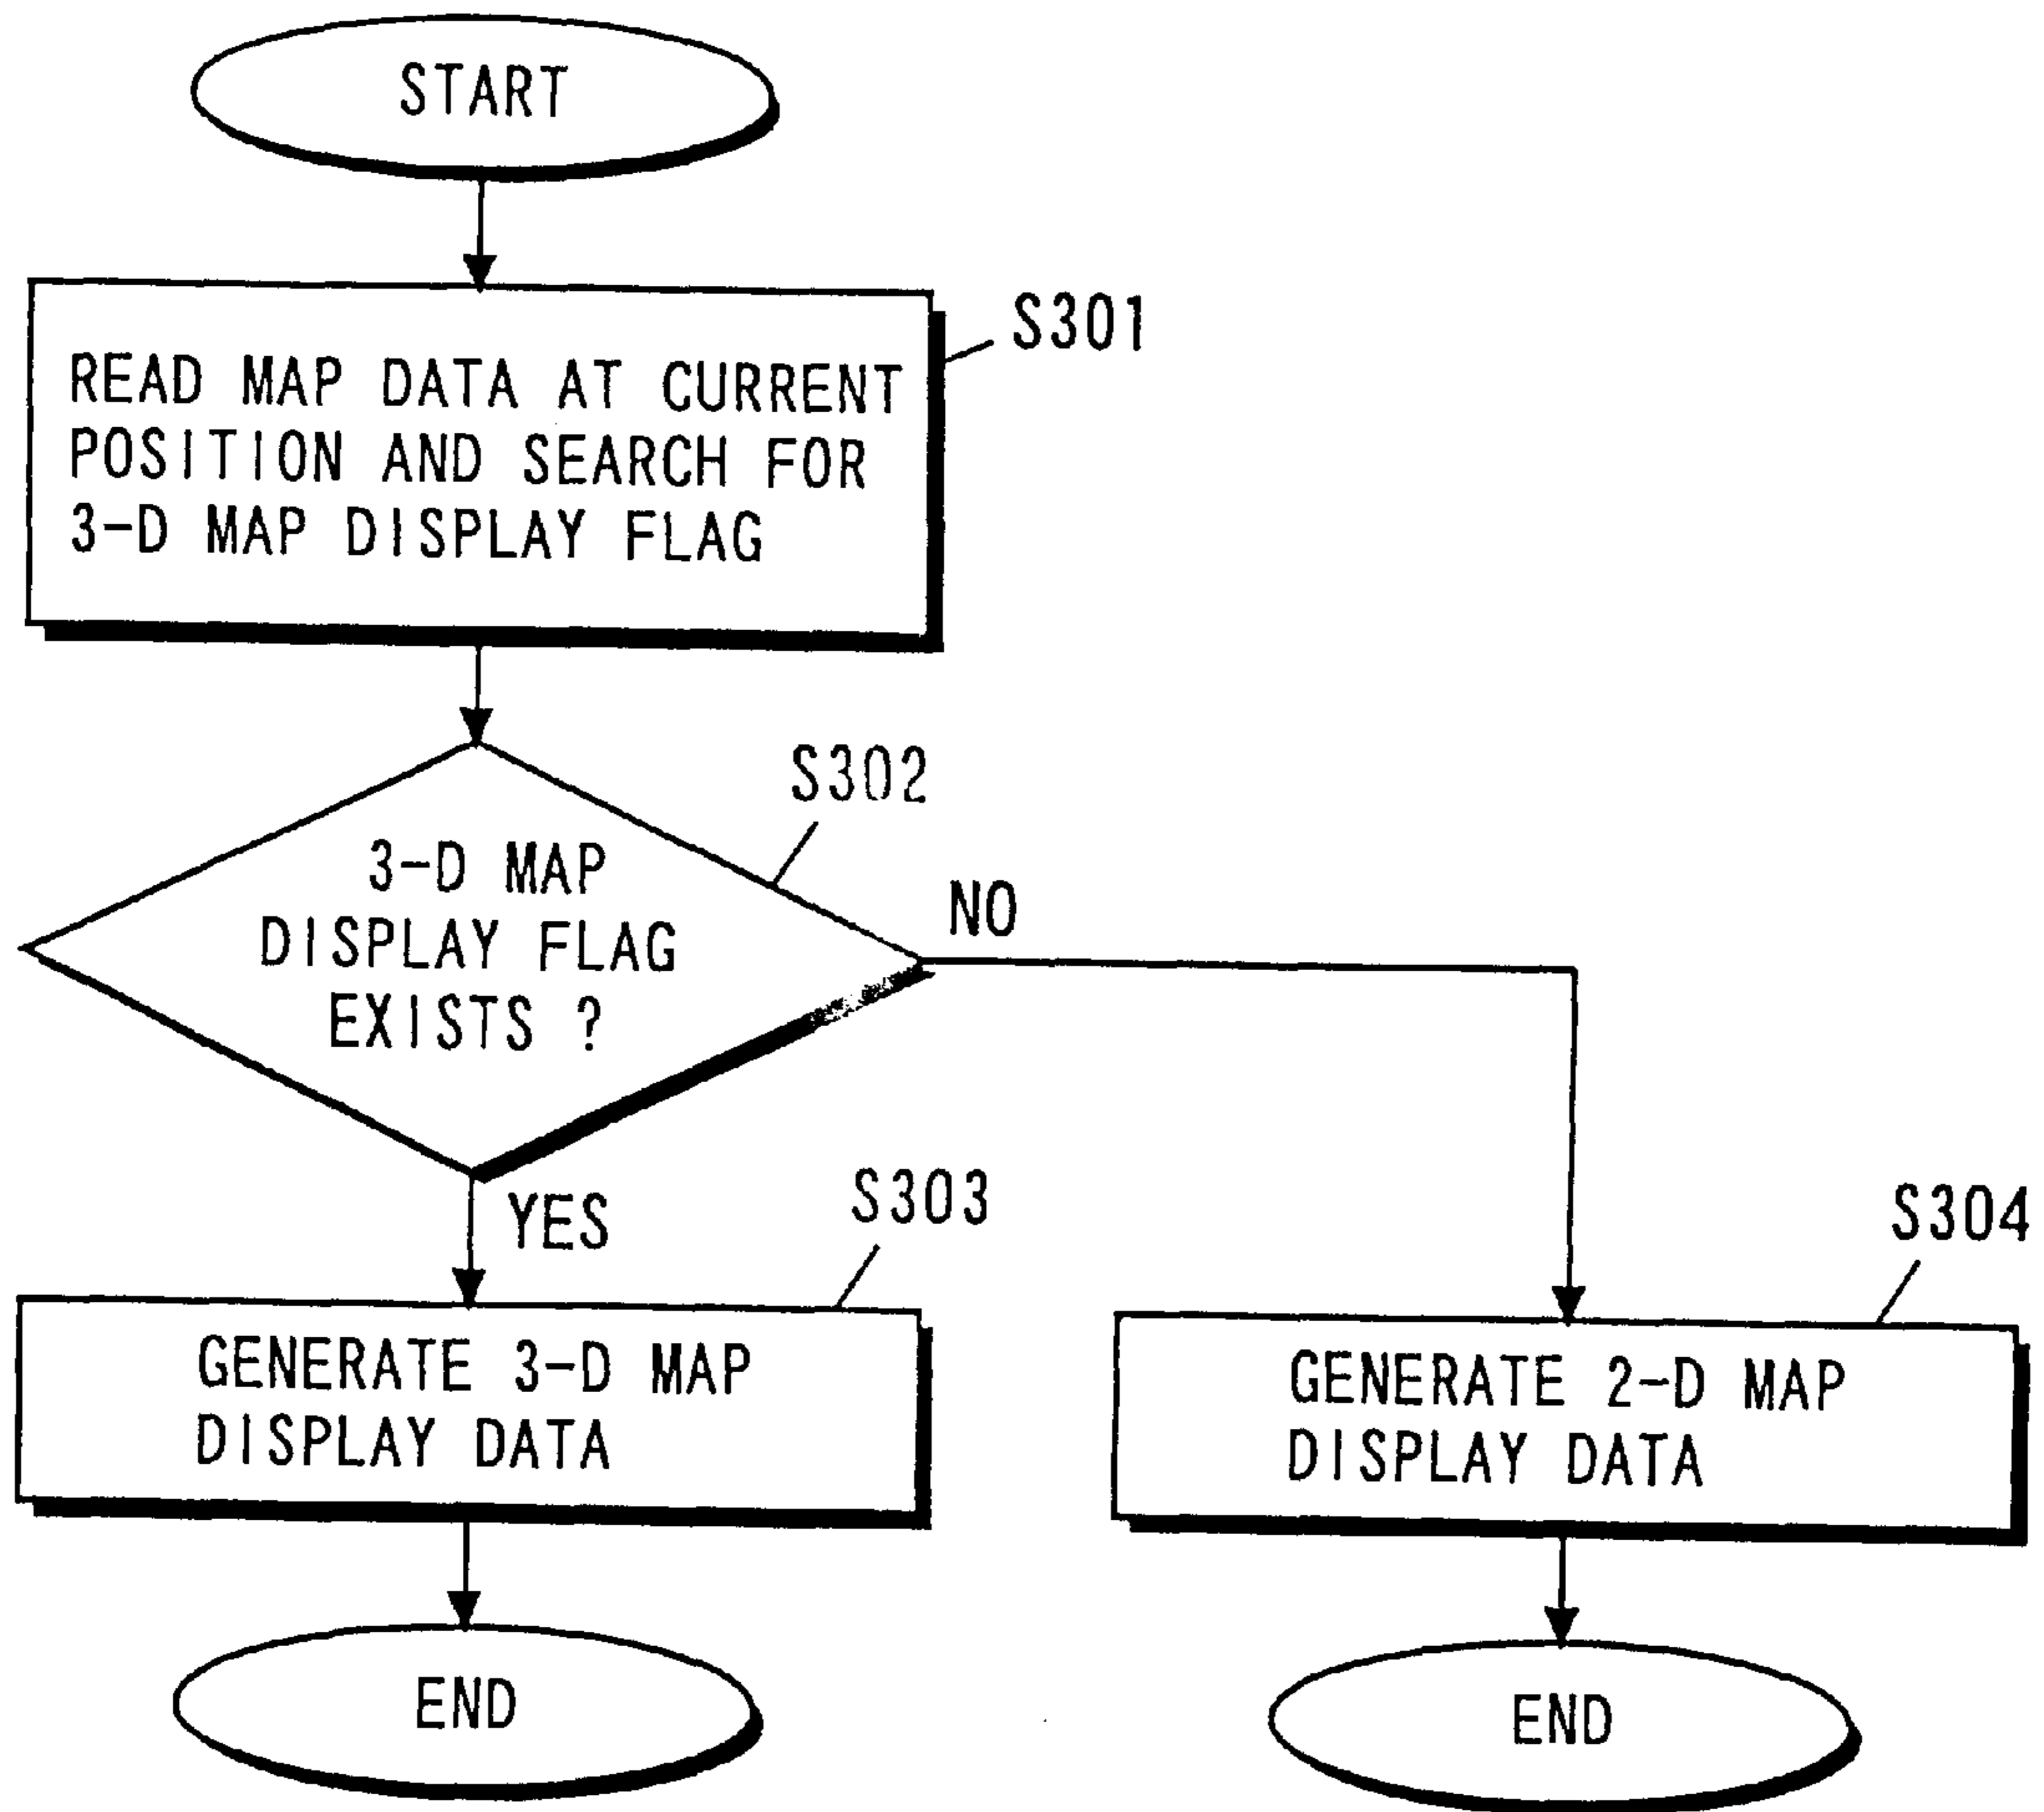 START
S301
READ MAP DATA AT CURRENT
POSITION AND SEARCH FOR
3-D MAP DISPLAY FLAG
S302
3-D MAP
DISPLAY FLAG
EXISTS ?
NO
YES
S303
GENERATE 3-D MAP
DISPLAY DATA
S304
GENERATE 2-D MAP
DISPLAY DATA
END
END